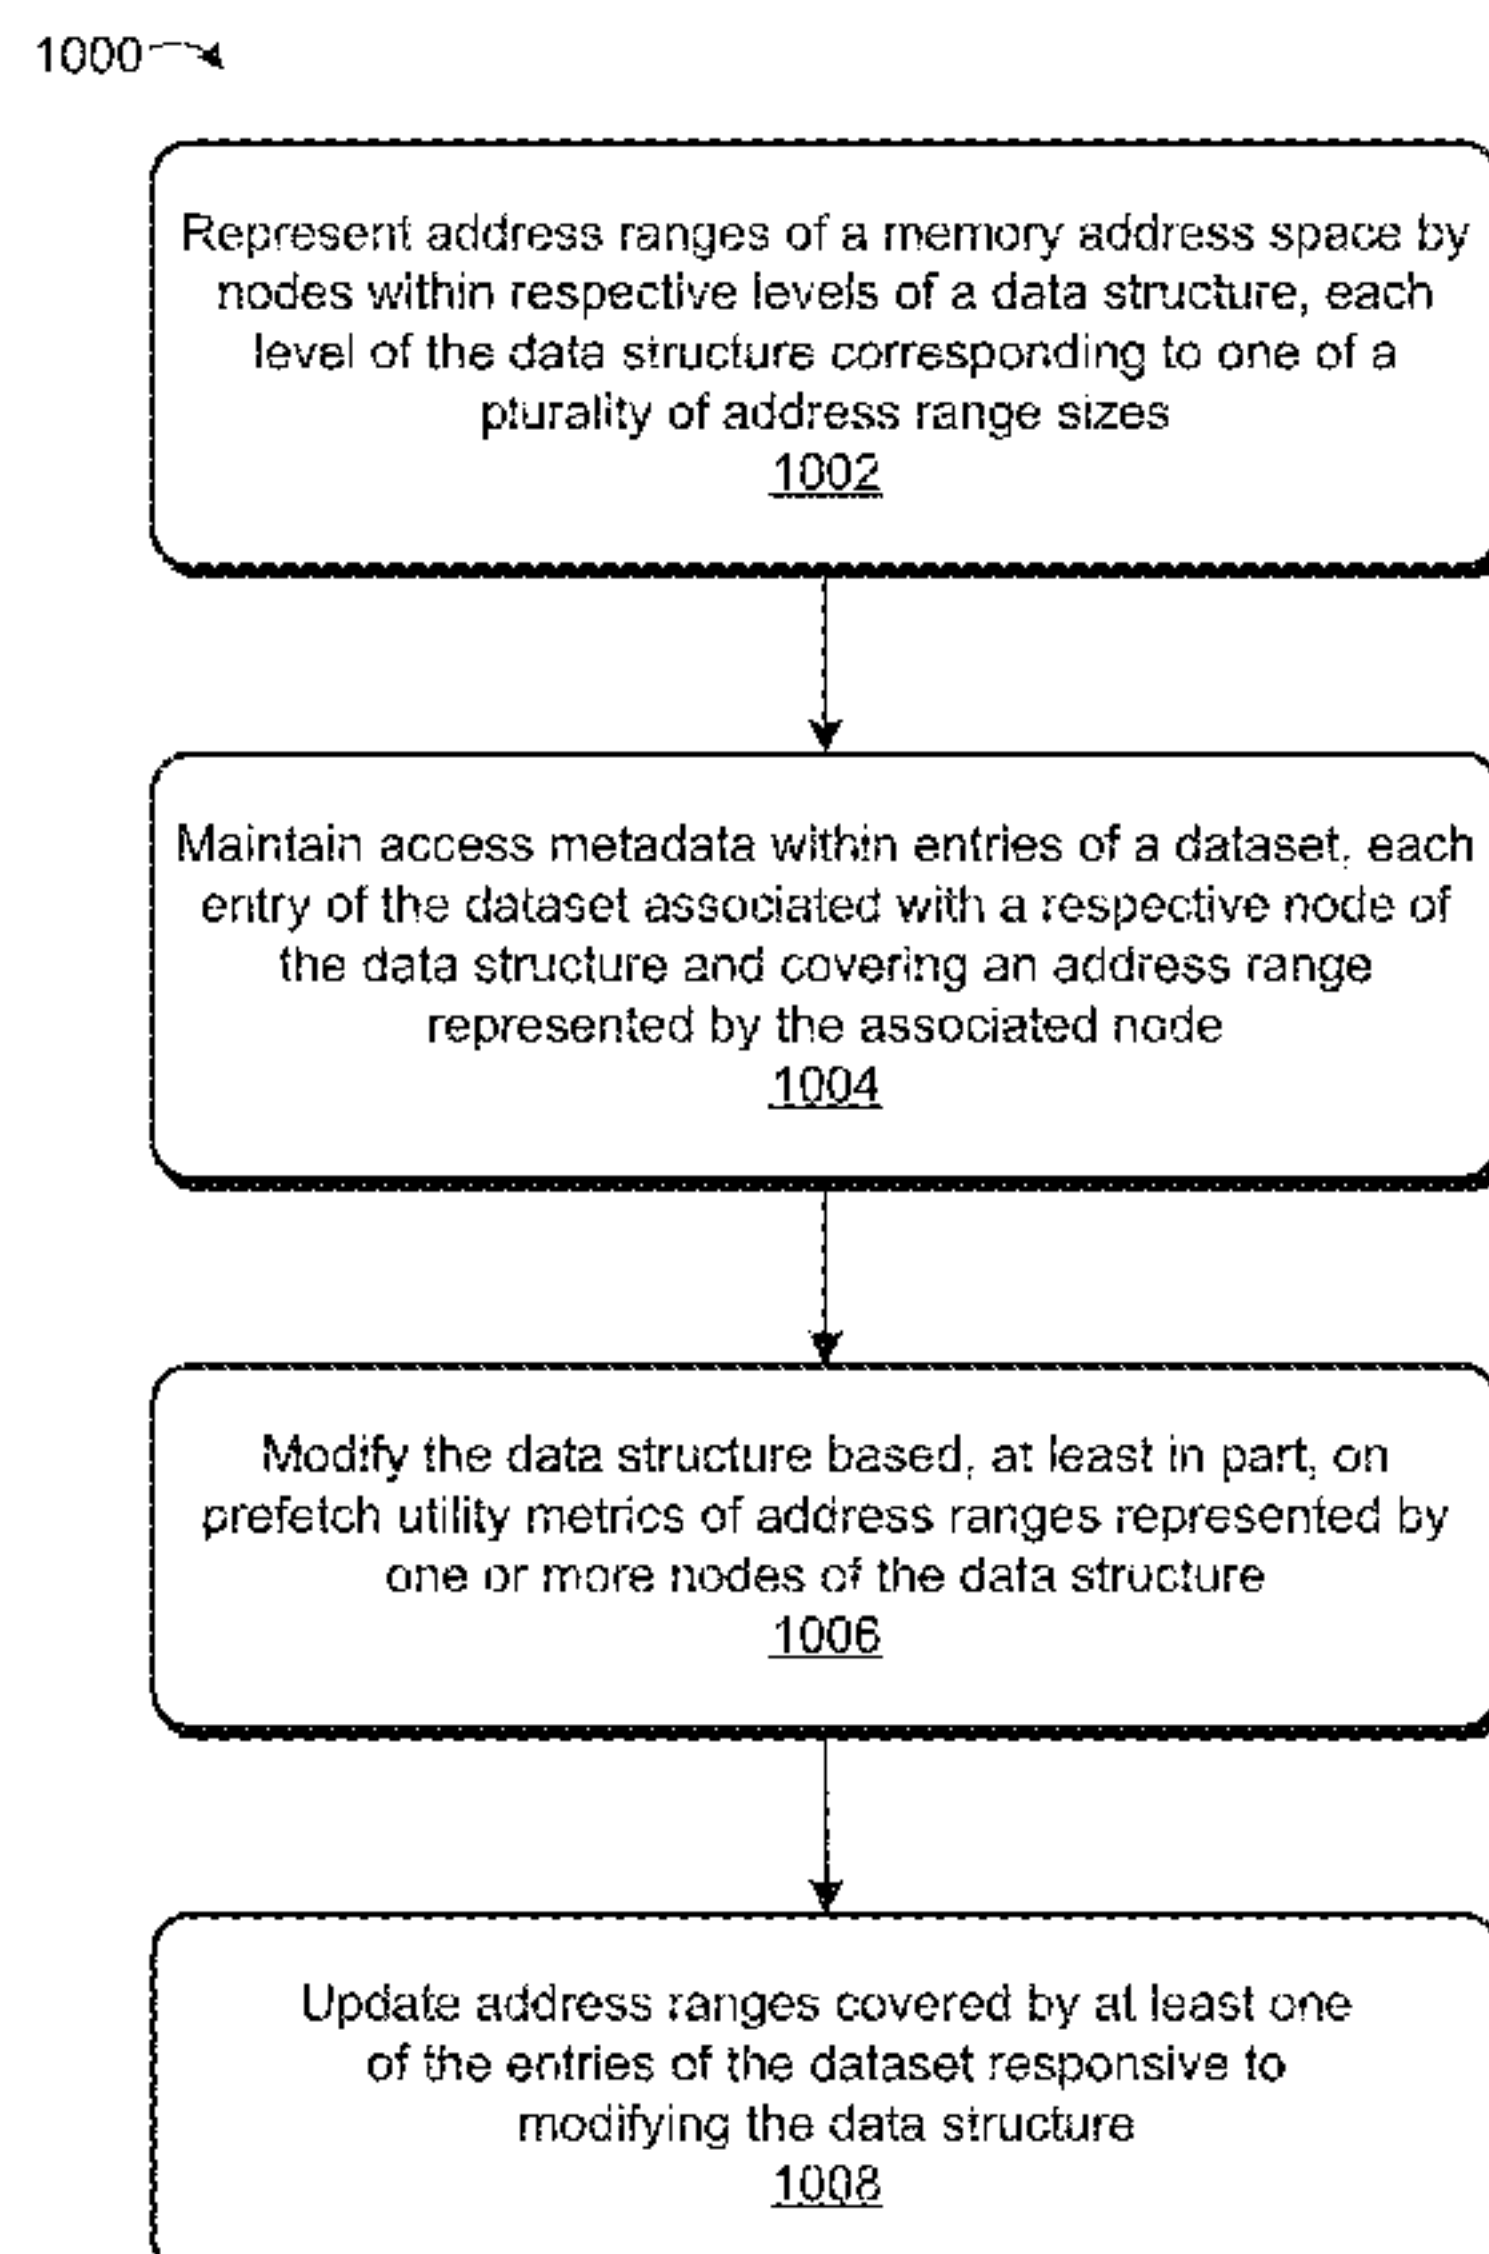 1000
Represent address ranges of a memory address space by
nodes within respective levels of a data structure, each
level of the data structure corresponding to one of a
plurality of address range sizes
1002
Maintain access metadata within entries of a dataset, each
entry of the dataset associated with a respective node of
the data structure and covering an address range
represented by the associated node
1004
Modify the data structure based, at least in part, on
prefetch utility metrics of address ranges represented by
one or more nodes of the data structure
1006
Update address ranges covered by at least one
of the entries of the dataset responsive to
modifying the data structure
1008